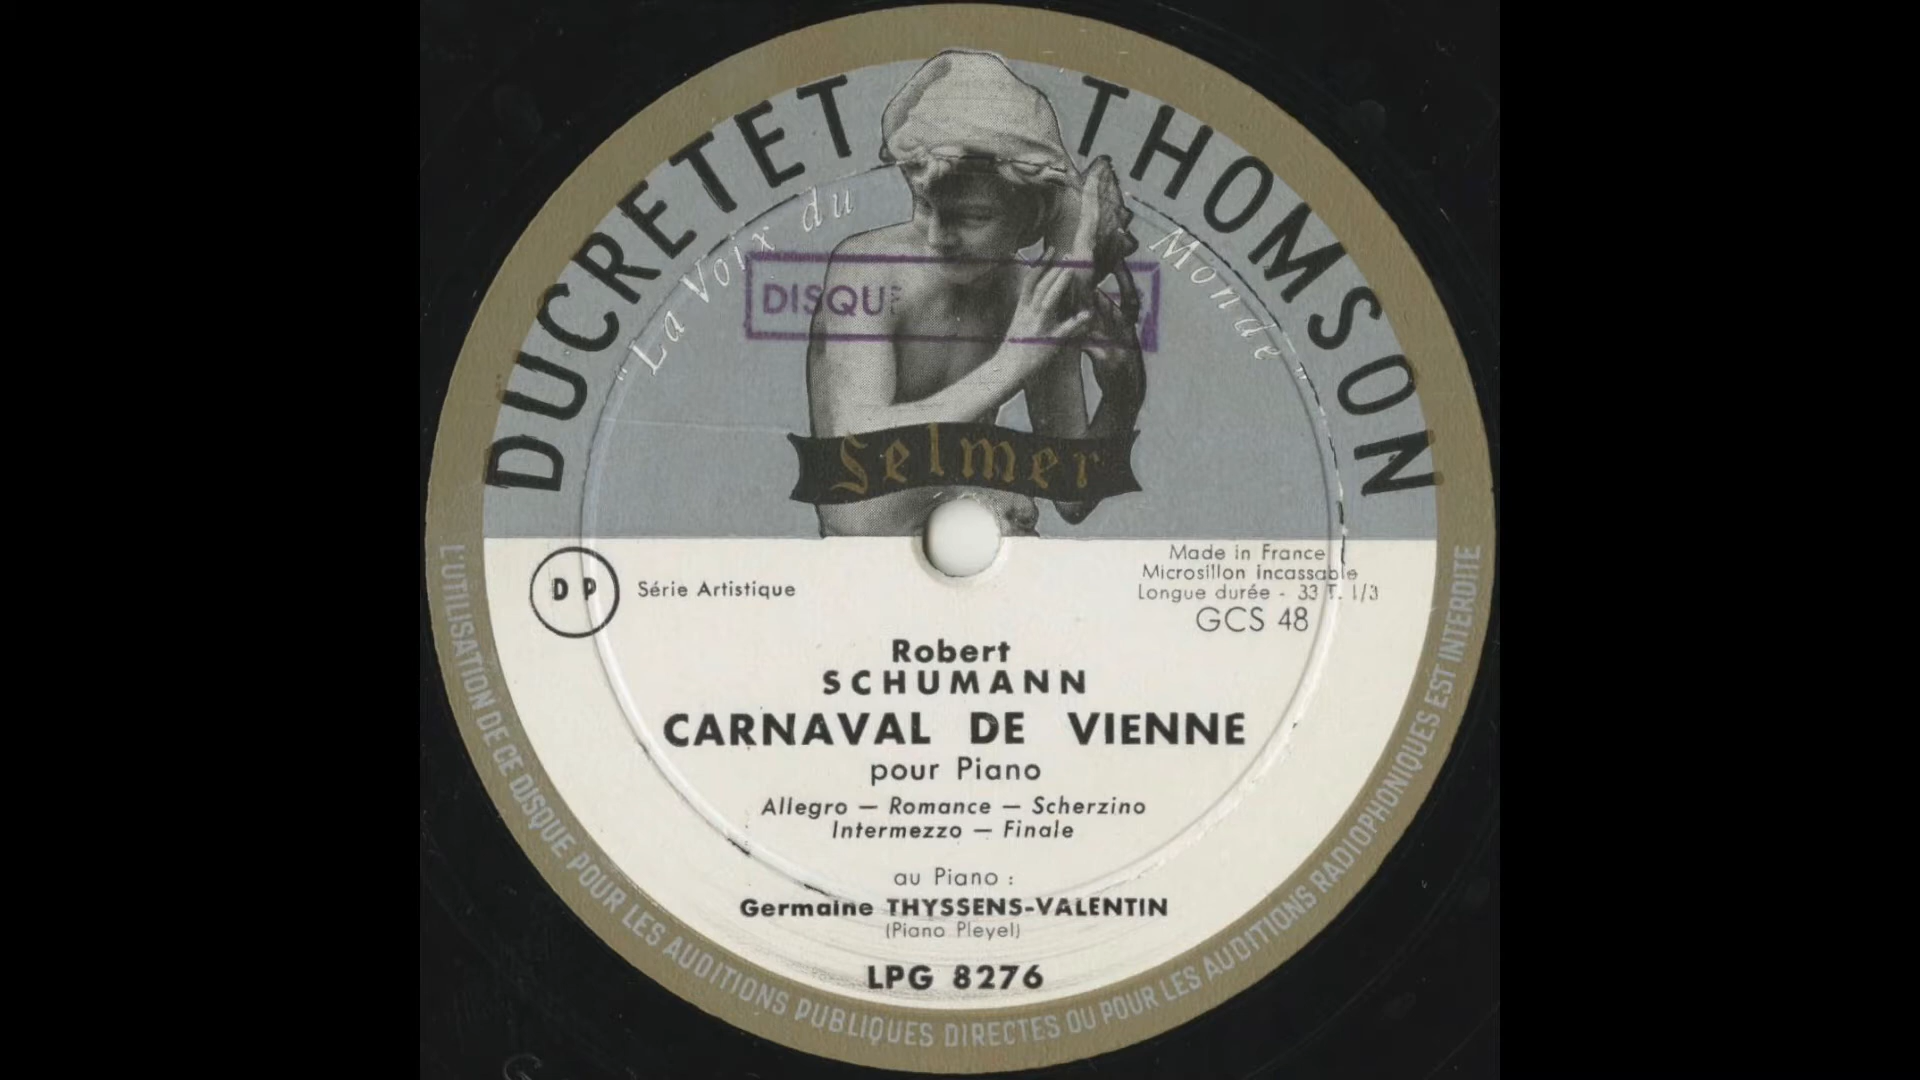 DUCRETET THOMSON
"La Voix du Monde"
DISQUE
Selmer
DP
Série Artistique
Made in France
Microsillon incassable
Longue durée - 33 T. 1/3
GCS 48
Robert
SCHUMANN
CARNAVAL DE VIENNE
pour Piano
Allegro — Romance — Scherzino
Intermezzo — Finale
au Piano :
Germaine THYSSENS-VALENTIN
(Piano Pleyel)
LPG 8276
L'UTILISATION DE CE DISQUE POUR LES AUDITIONS PUBLIQUES DIRECTES OU POUR LES AUDITIONS RADIOPHONIQUES EST INTERDITE